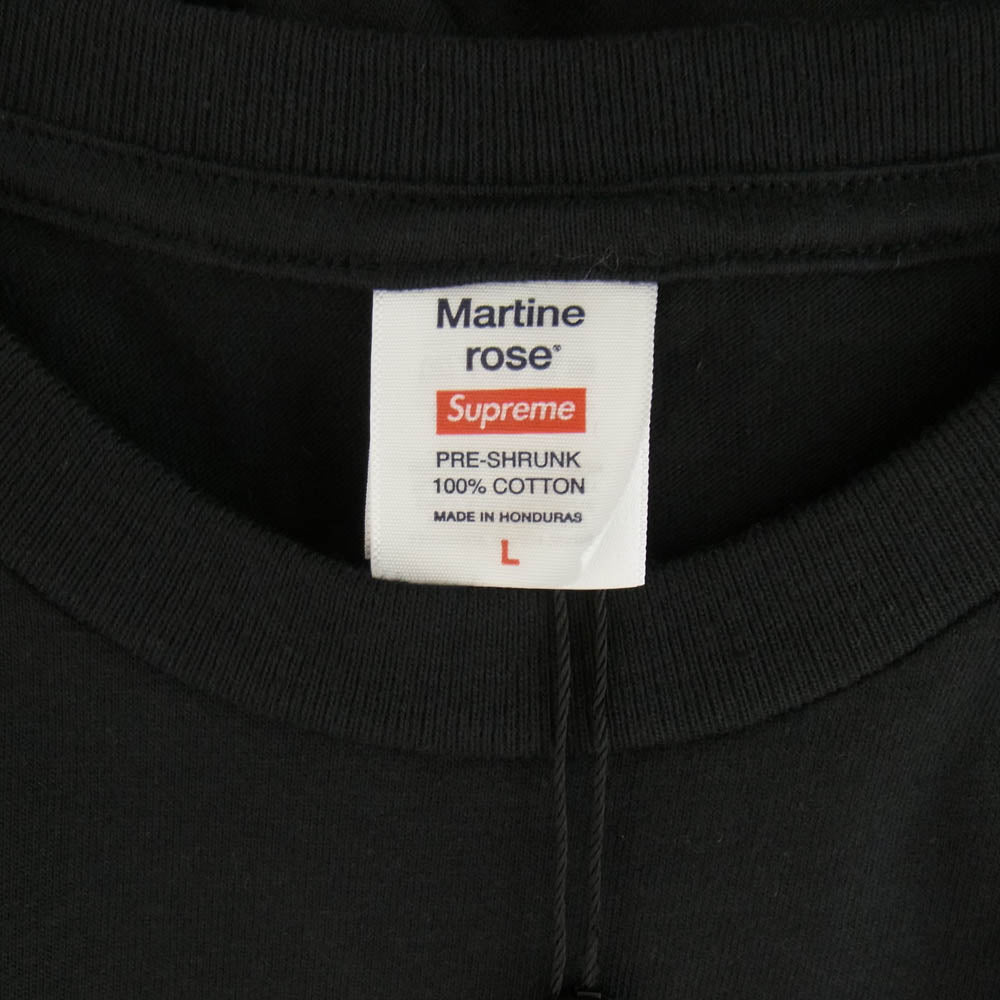 Martine
rose®
Supreme
PRE-SHRUNK
100% COTTON
MADE IN HONDURAS
L